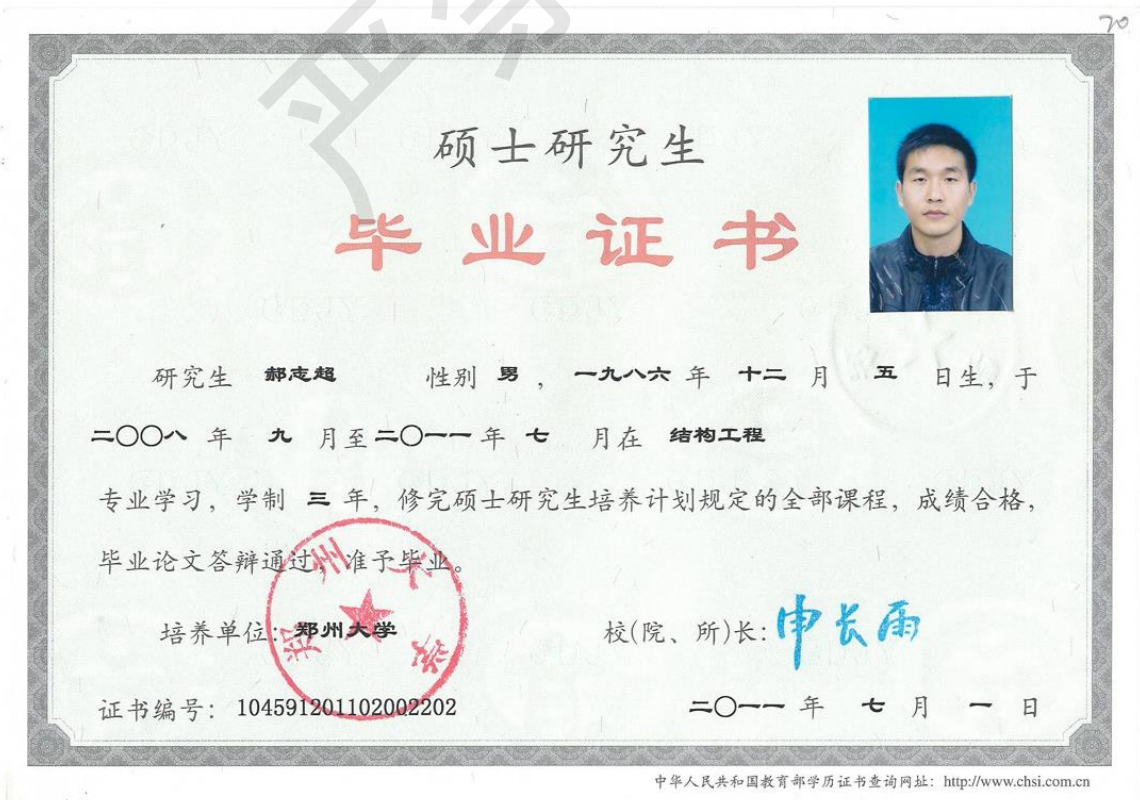 70
硕士研究生
毕业证书
研究生 郝志超 性别 男, 一九八六 年 十二 月 五 日生, 于
二〇〇八 年 九 月至 二〇一一 年 七 月在 结构工程
专业学习, 学制 三 年, 修完硕士研究生培养计划规定的全部课程, 成绩合格,
毕业论文答辩通过, 准予毕业。
郑州大学
培养单位: 郑州大学 校(院、所)长: 申长雨
证书编号: 104591201102002202 二〇一一 年 七 月 一 日
中华人民共和国教育部学历证书查询网址: http://www.chsi.com.cn